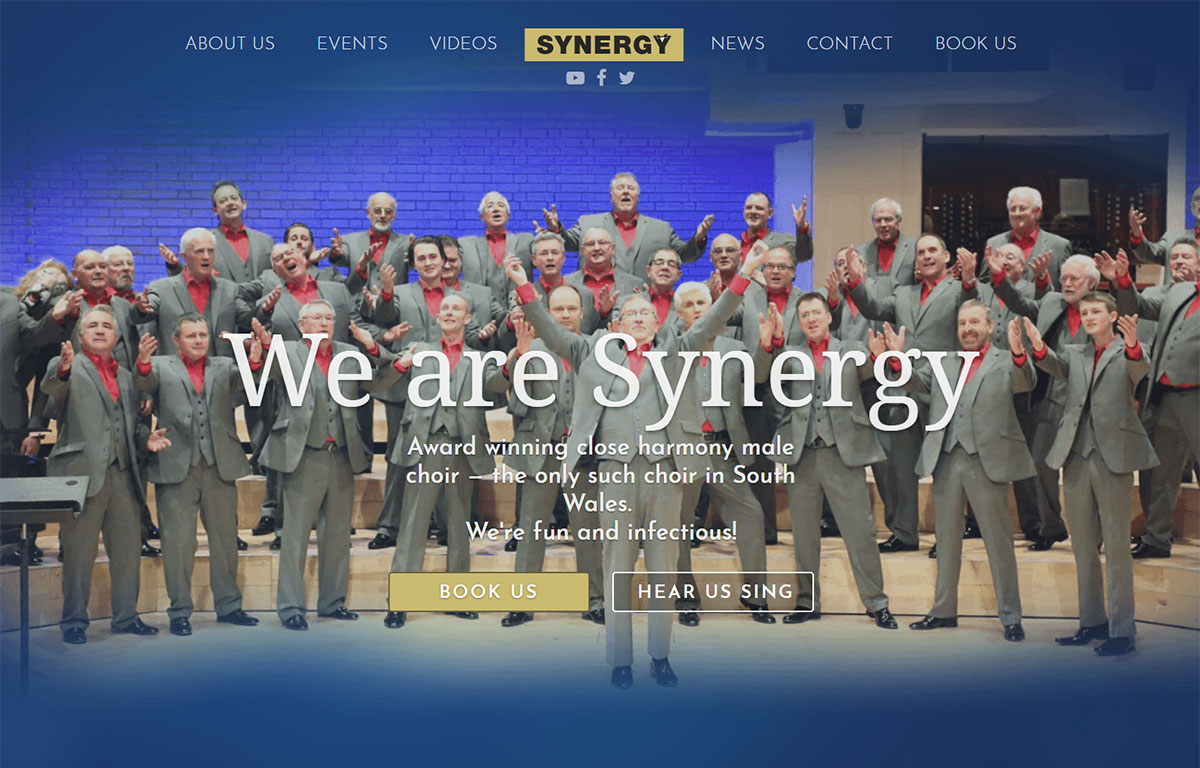 ABOUT US EVENTS VIDEOS SYNERGY NEWS CONTACT BOOK US
We are Synergy
Award winning close harmony male
choir – the only such choir in South
Wales.
We're fun and infectious!
BOOK US HEAR US SING